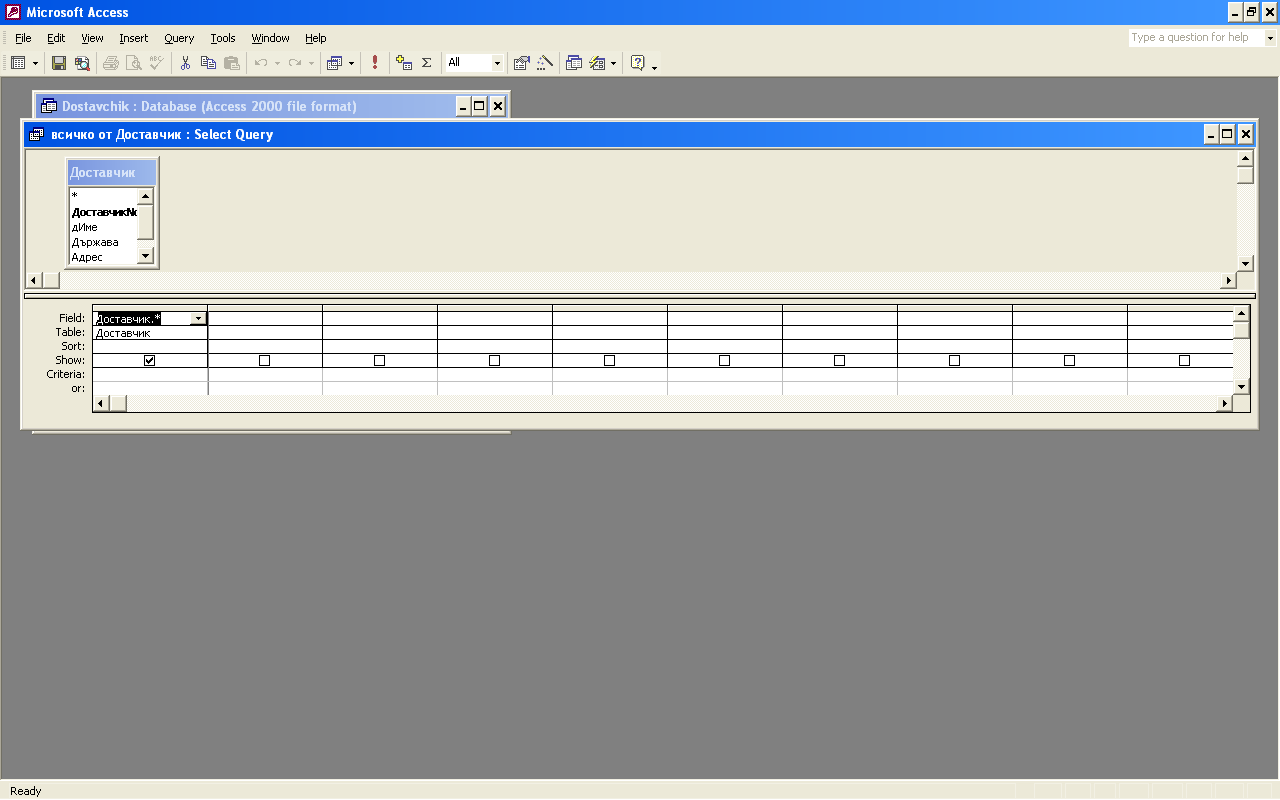 Microsoft Access
File Edit View Insert Query Tools Window Help
Type a question for help
All
Dostavchik : Database (Access 2000 file format)
всичко от Доставчик : Select Query
Доставчик
*
Доставчик№
дИме
Държава
Адрес
Field: Доставчик.*
Table: Доставчик
Sort:
Show:
Criteria:
or:
Ready